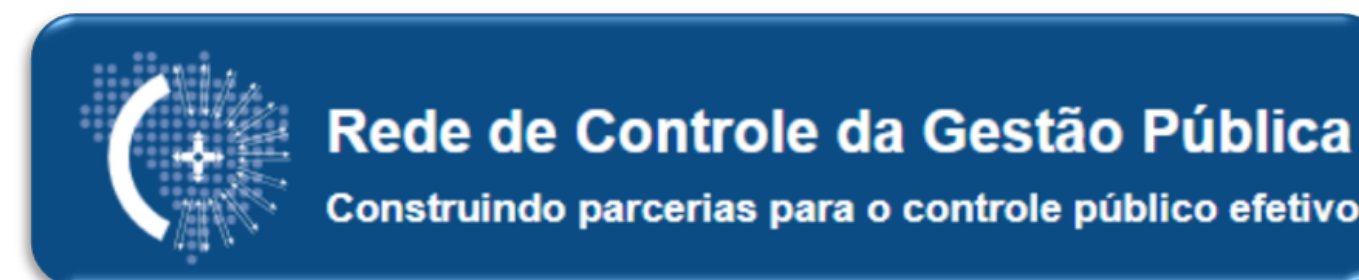 Rede de Controle da Gestão Pública
Construindo parcerias para o controle público efetivo